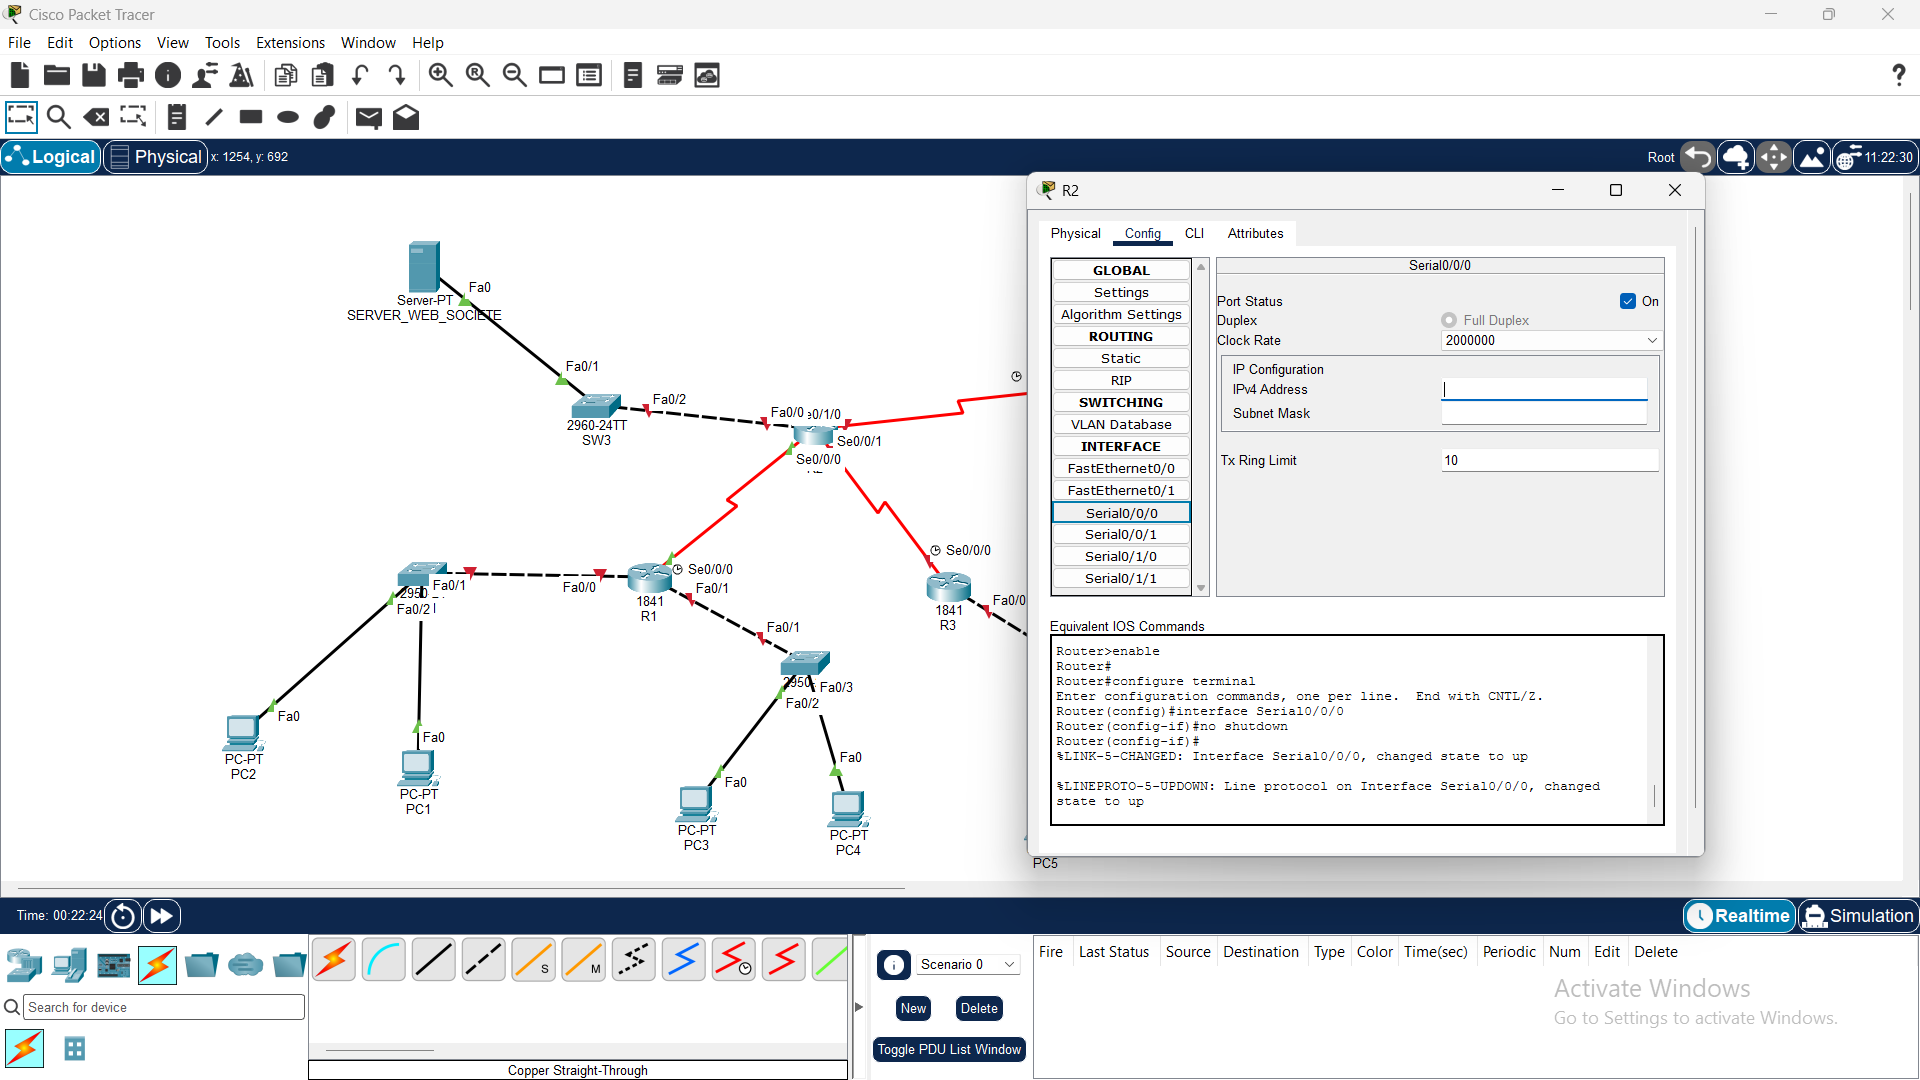 Cisco Packet Tracer
File Edit Options View Tools Extensions Window Help
Logical Physical x: 1254, y: 692 Root 11:22:30
Fa0
Server-PT
SERVER_WEB_SOCIETE
Fa0/1
2960-24TT
SW3
Fa0/2
Fa0/0
Se0/0/1
Se0/0/0
Fa0/1
Fa0/2
Fa0/0
Se0/0/0
Fa0/1
1841
R1
Se0/0/0
1841
R3
Fa0/0
Fa0/1
Fa0/3
Fa0/2
Fa0
PC-PT
PC2
Fa0
PC-PT
PC1
Fa0
PC-PT
PC3
Fa0
PC-PT
PC4
PC5
R2
Physical Config CLI Attributes
GLOBAL
Settings
Algorithm Settings
ROUTING
Static
RIP
SWITCHING
VLAN Database
INTERFACE
FastEthernet0/0
FastEthernet0/1
Serial0/0/0
Serial0/0/1
Serial0/1/0
Serial0/1/1
Serial0/0/0
Port Status On
Duplex Full Duplex
Clock Rate 2000000
IP Configuration
IPv4 Address
Subnet Mask
Tx Ring Limit 10
Equivalent IOS Commands
Router>enable
Router#
Router#configure terminal
Enter configuration commands, one per line. End with CNTL/Z.
Router(config)#interface Serial0/0/0
Router(config-if)#no shutdown
Router(config-if)#
%LINK-5-CHANGED: Interface Serial0/0/0, changed state to up
%LINEPROTO-5-UPDOWN: Line protocol on Interface Serial0/0/0, changed
state to up
Time: 00:22:24 Realtime Simulation
Search for device
S
M
Copper Straight-Through
Scenario 0
New Delete
Toggle PDU List Window
Fire Last Status Source Destination Type Color Time(sec) Periodic Num Edit Delete
Activate Windows
Go to Settings to activate Windows.